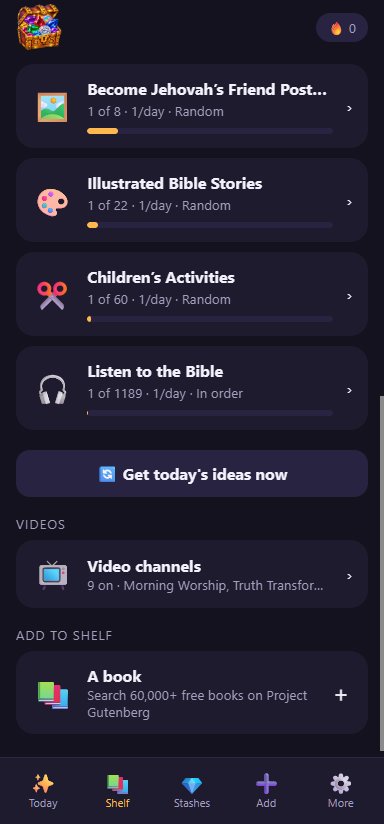 0
Become Jehovah's Friend Post...
1 of 8 · 1/day · Random
Illustrated Bible Stories
1 of 22 · 1/day · Random
Children's Activities
1 of 60 · 1/day · Random
Listen to the Bible
1 of 1189 · 1/day · In order
Get today's ideas now
VIDEOS
Video channels
9 on · Morning Worship, Truth Transfor...
ADD TO SHELF
A book
Search 60,000+ free books on Project
Gutenberg
Today
Shelf
Stashes
Add
More